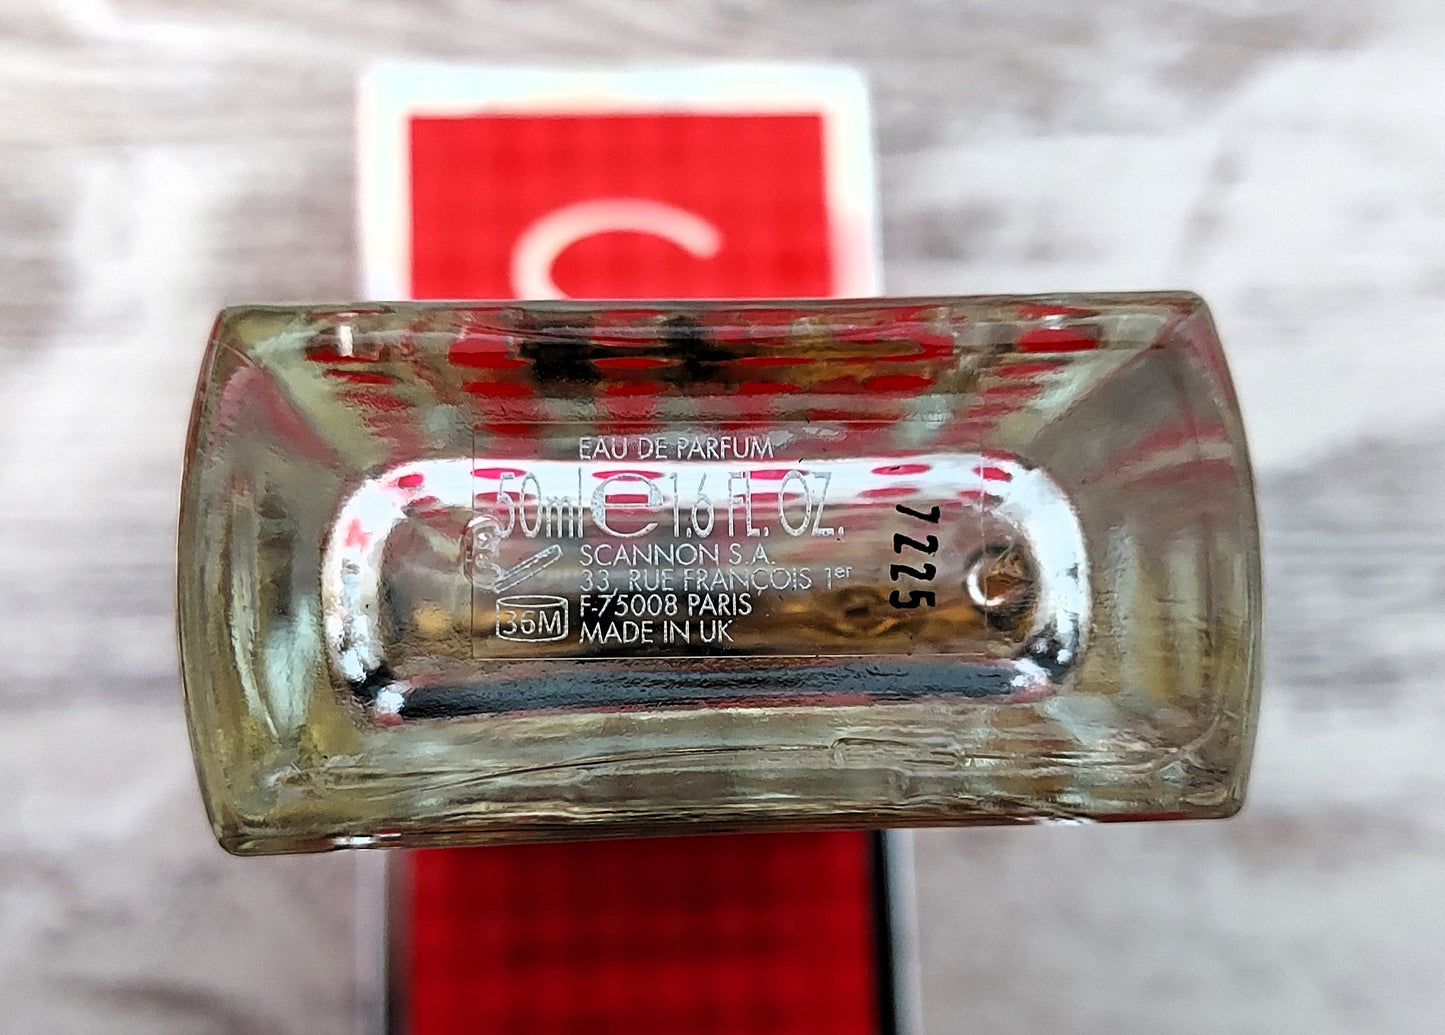 S
EAU DE PARFUM
50ml e 1.6 FL. OZ.
SCANNON S.A.
33, RUE FRANÇOIS 1er
F-75008 PARIS
MADE IN UK
36M
7225